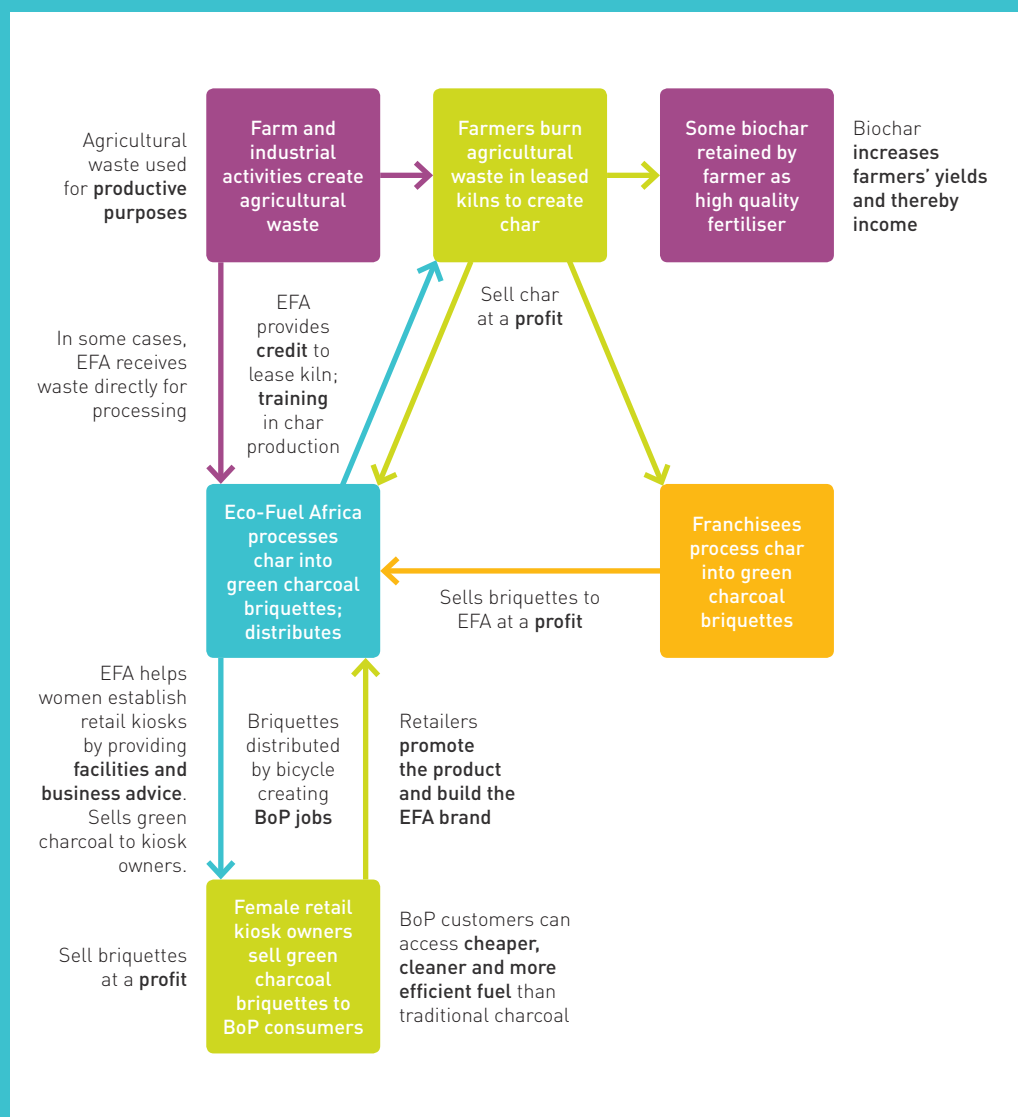 Agricultural
waste used
for productive
purposes
Farm and
industrial
activities create
agricultural
waste
Farmers burn
agricultural
waste in leased
kilns to create
char
Some biochar
retained by
farmer as
high quality
fertiliser
Biochar
increases
farmers’ yields
and thereby
income
In some cases,
EFA receives
waste directly for
processing
EFA
provides
credit to
lease kiln;
training
in char
production
Sell char
at a profit
Eco-Fuel Africa
processes
char into
green charcoal
briquettes;
distributes
Sells briquettes to
EFA at a profit
Franchisees
process char
into green
charcoal
briquettes
EFA helps
women establish
retail kiosks
by providing
facilities and
business advice.
Sells green
charcoal to kiosk
owners.
Briquettes
distributed
by bicycle
creating
BoP jobs
Retailers
promote
the product
and build the
EFA brand
Sell briquettes
at a profit
Female retail
kiosk owners
sell green
charcoal
briquettes to
BoP consumers
BoP customers can
access cheaper,
cleaner and more
efficient fuel than
traditional charcoal